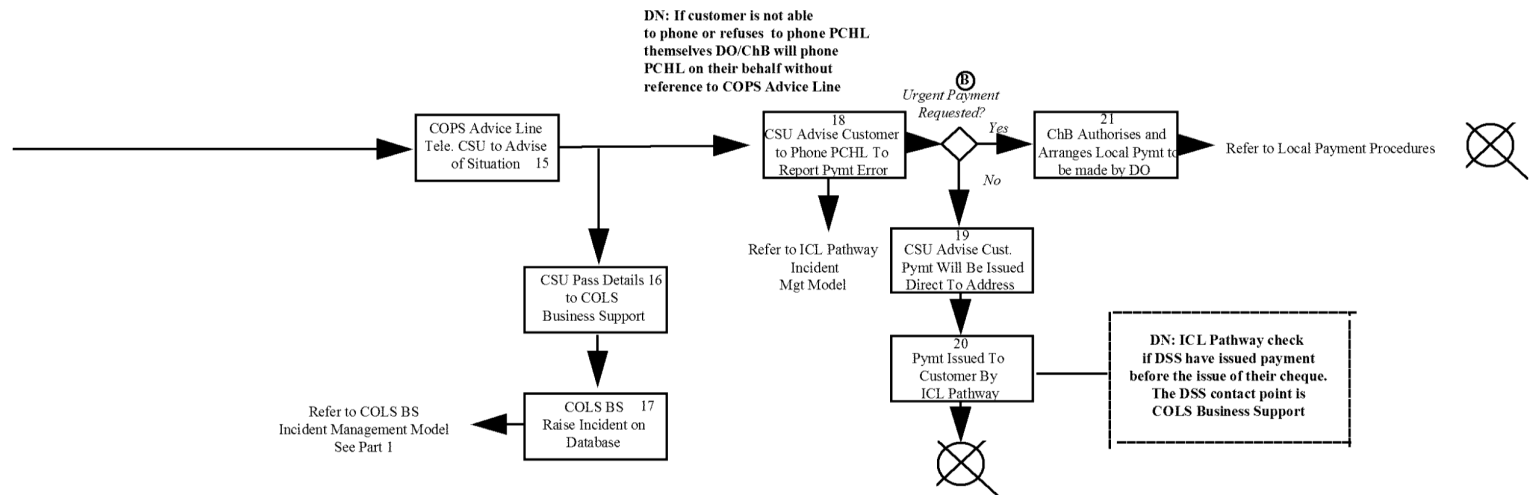 DN: If customer is not able
to phone or refuses to phone PCHL
themselves DO/ChB will phone
PCHL on their behalf without
reference to COPS Advice Line
COPS Advice Line
Tele. CSU to Advise
of Situation 15
18
CSU Advise Customer
to Phone PCHL To
Report Pymt Error
B
Urgent Payment
Requested?
Yes
No
21
ChB Authorises and
Arranges Local Pymt to
be made by DO
Refer to Local Payment Procedures
CSU Pass Details 16
to COLS
Business Support
Refer to ICL Pathway
Incident
Mgt Model
19
CSU Advise Cust.
Pymt Will Be Issued
Direct To Address
20
Pymt Issued To
Customer By
ICL Pathway
DN: ICL Pathway check
if DSS have issued payment
before the issue of their cheque.
The DSS contact point is
COLS Business Support
COLS BS 17
Raise Incident on
Database
Refer to COLS BS
Incident Management Model
See Part 1